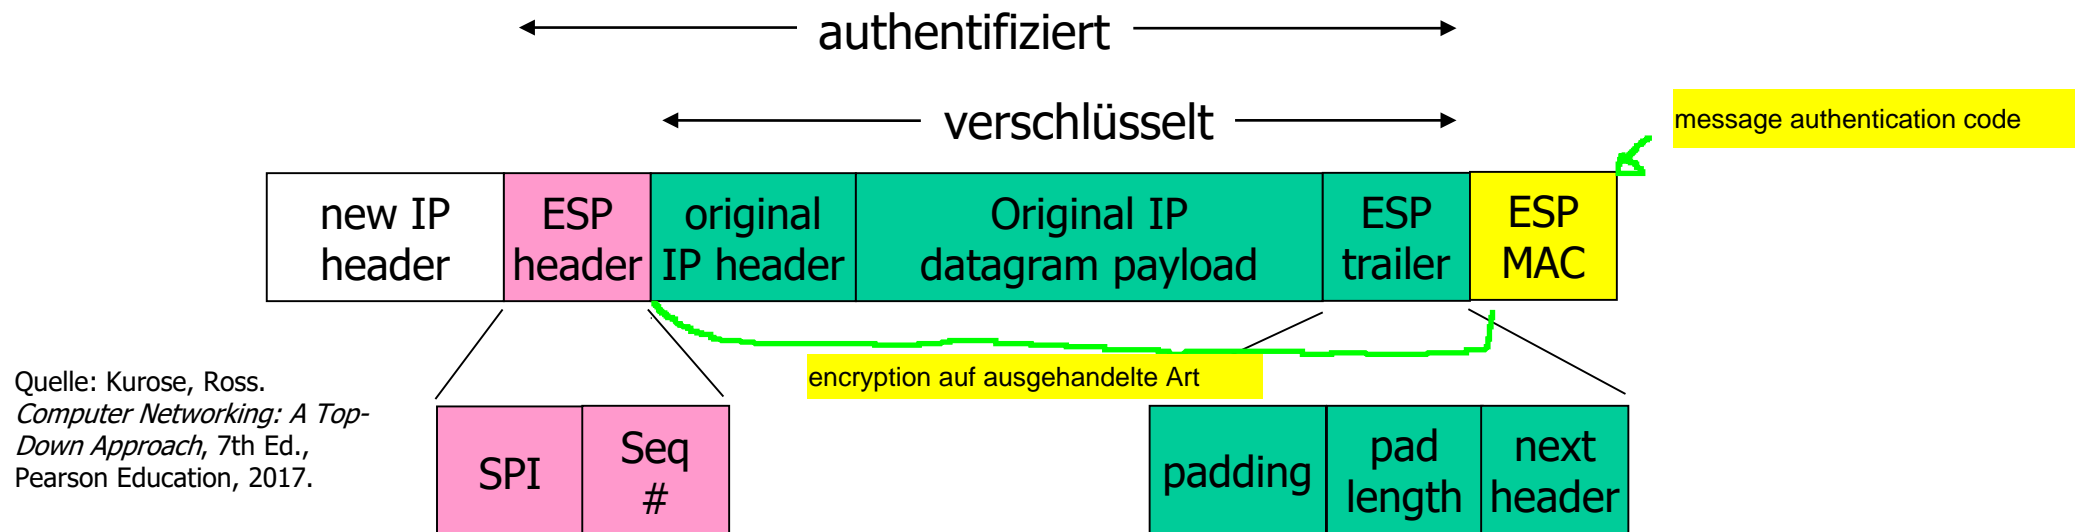 authentifiziert
verschlüsselt
message authentication code
new IP
header
ESP
header
original
IP header
Original IP
datagram payload
ESP
trailer
ESP
MAC
encryption auf ausgehandelte Art
Quelle: Kurose, Ross.
Computer Networking: A Top-
Down Approach, 7th Ed.,
Pearson Education, 2017.
SPI
Seq
#
padding
pad
length
next
header